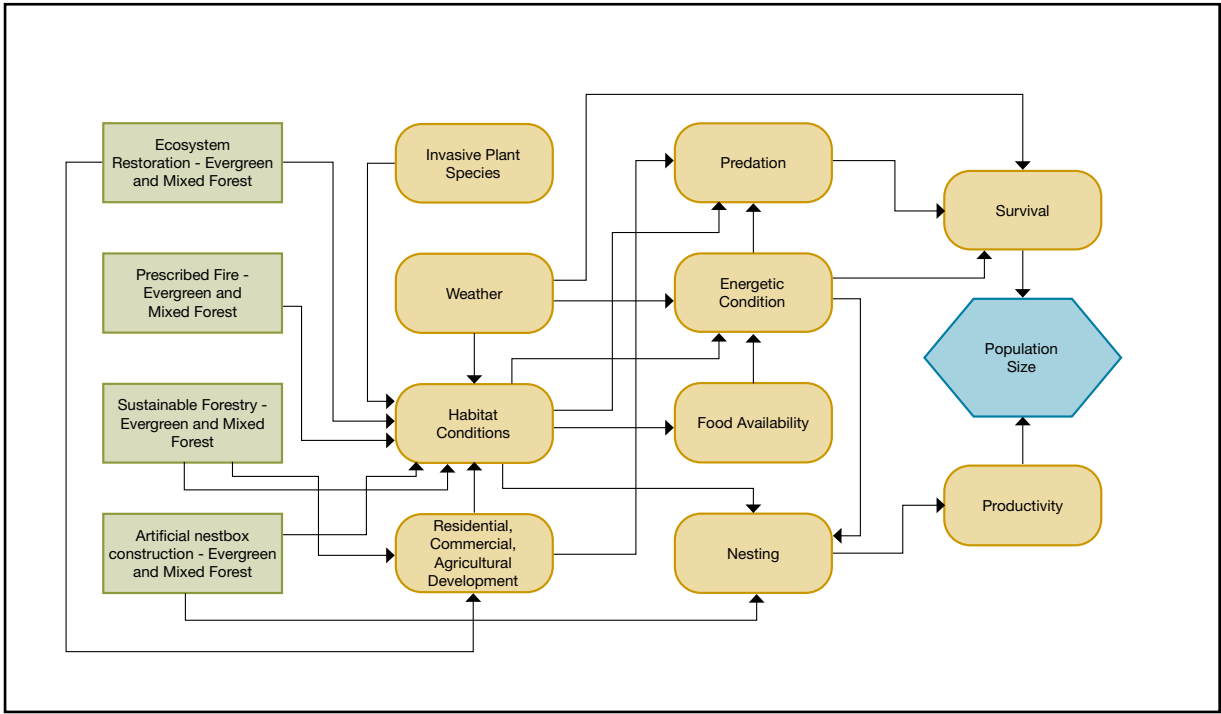 Ecosystem
Restoration - Evergreen
and Mixed Forest
Prescribed Fire -
Evergreen and
Mixed Forest
Sustainable Forestry -
Evergreen and Mixed
Forest
Artificial nestbox
construction - Evergreen
and Mixed Forest
Invasive Plant
Species
Weather
Habitat
Conditions
Residential,
Commercial,
Agricultural
Development
Predation
Energetic
Condition
Food Availability
Nesting
Survival
Population
Size
Productivity